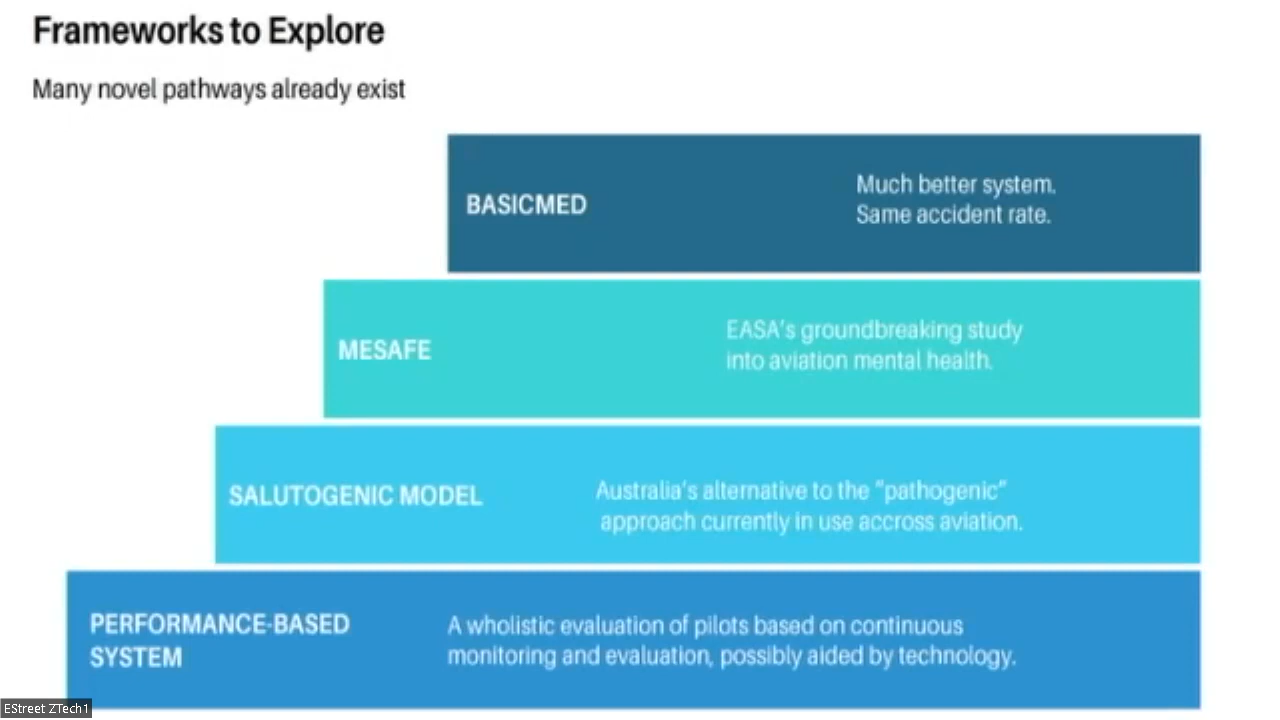 Frameworks to Explore
Many novel pathways already exist
BASICMED
Much better system.
Same accident rate.
MESAFE
EASA's groundbreaking study
into aviation mental health.
SALUTOGENIC MODEL
Australia's alternative to the "pathogenic"
approach currently in use accross aviation.
PERFORMANCE-BASED
SYSTEM
A wholistic evaluation of pilots based on continuous
monitoring and evaluation, possibly aided by technology.
EStreet ZTech1